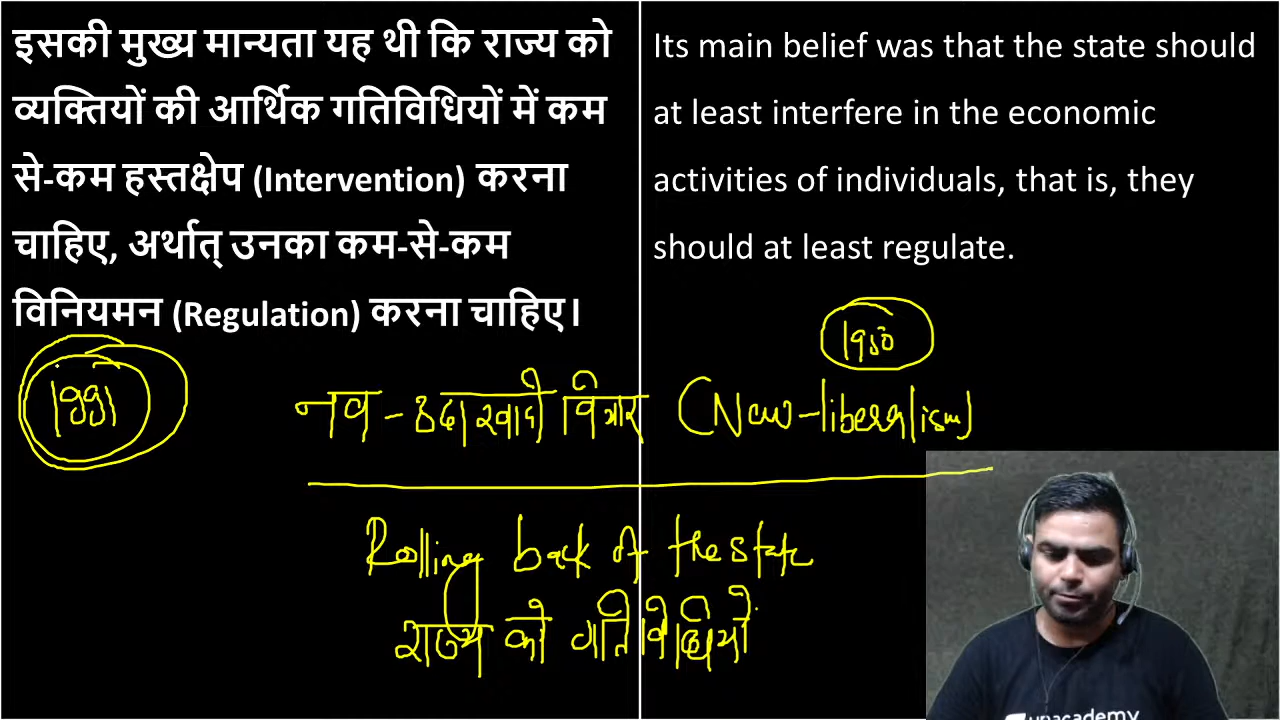 इसकी मुख्य मान्यता यह थी कि राज्य को
व्यक्तियों की आर्थिक गतिविधियों में कम
से-कम हस्तक्षेप (Intervention) करना
चाहिए, अर्थात् उनका कम-से-कम
विनियमन (Regulation) करना चाहिए।
Its main belief was that the state should
at least interfere in the economic
activities of individuals, that is, they
should at least regulate.
1950
1991
नव-उदारवादी विचार (New-liberalism)
Rolling back of the state
राज्य की गतिविधियों
unacademy